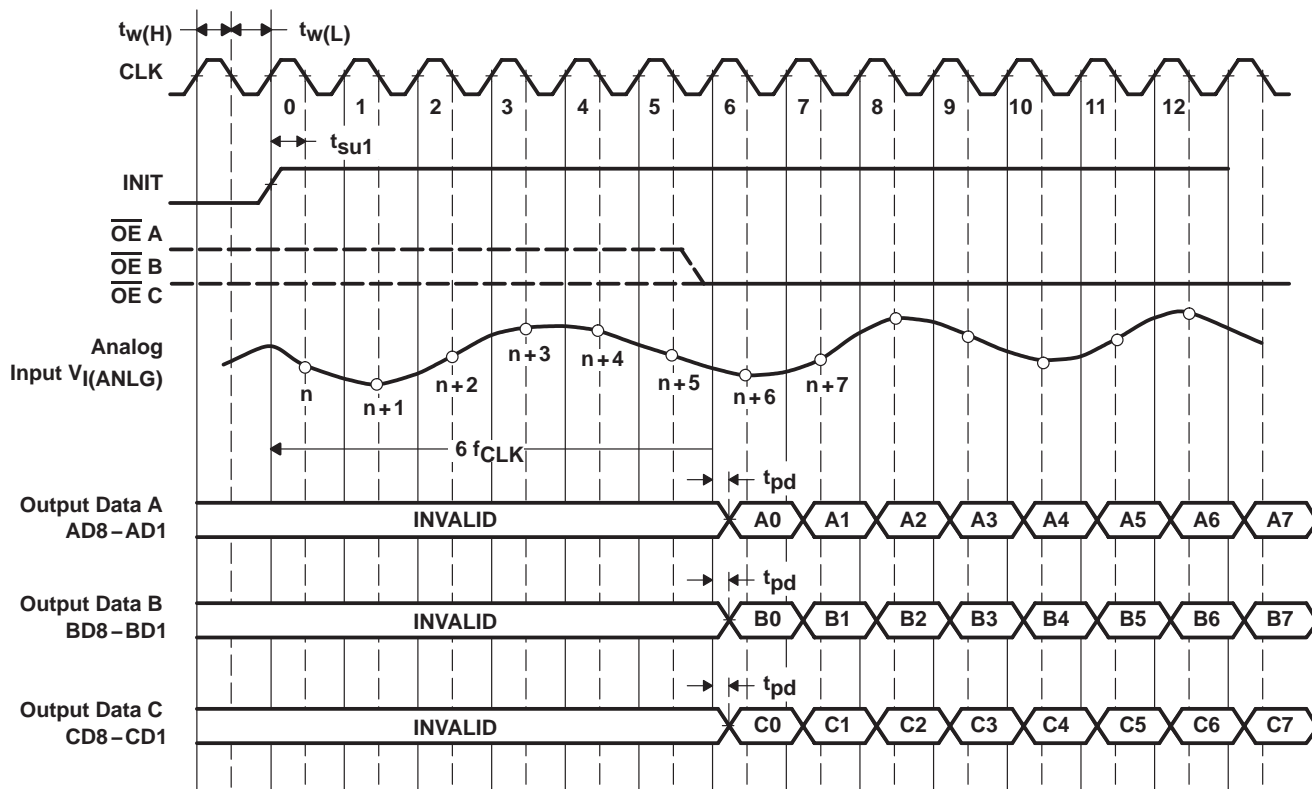 tw(H) tw(L)
CLK
0 1 2 3 4 5 6 7 8 9 10 11 12
tsu1
INIT
OE A
OE B
OE C
Analog
Input VI(ANLG)
n n+1 n+2 n+3 n+4 n+5 n+6 n+7
6 fCLK
tpd
Output Data A
AD8–AD1
INVALID A0 A1 A2 A3 A4 A5 A6 A7
tpd
Output Data B
BD8–BD1
INVALID B0 B1 B2 B3 B4 B5 B6 B7
tpd
Output Data C
CD8–CD1
INVALID C0 C1 C2 C3 C4 C5 C6 C7